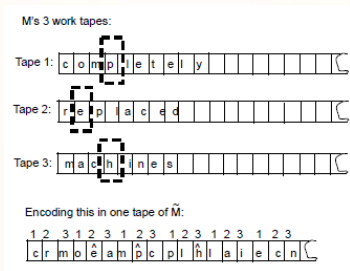 M's 3 work tapes:
Tape 1: c o m p l e t e l y
Tape 2: r e p l a c e d
Tape 3: m a c h i n e s
Encoding this in one tape of M̃:
1 2 3 1 2 3 1 2 3 1 2 3 1 2 3 1 2 3
c r m o ê a m p̂ c p l ĥ l a i e c n